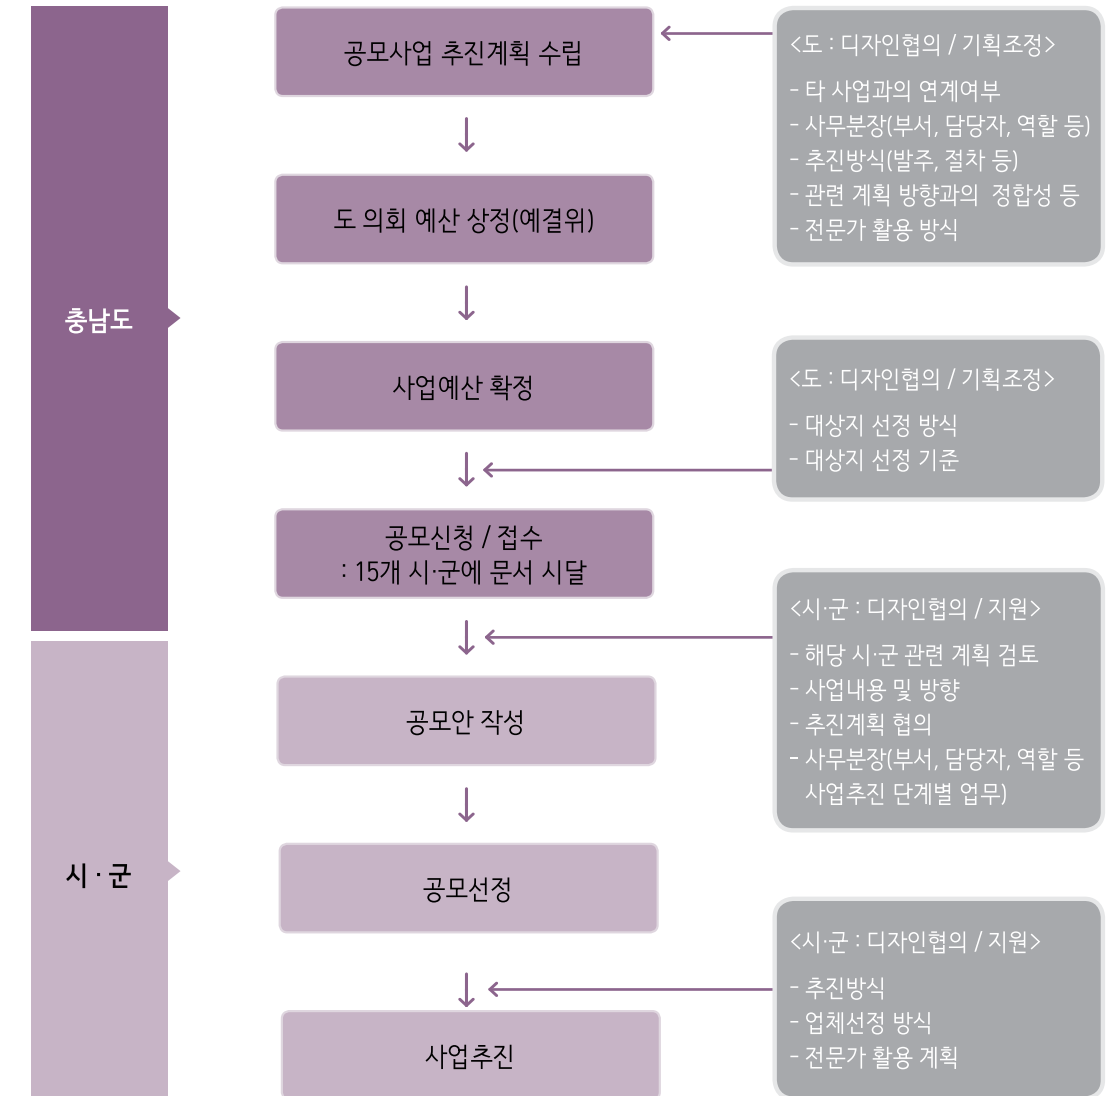 충남도
공모사업 추진계획 수립
도 의회 예산 상정(예결위)
사업예산 확정
공모신청 / 접수
: 15개 시·군에 문서 시달
<도 : 디자인협의 / 기획조정>
- 타 사업과의 연계여부
- 사무분장(부서, 담당자, 역할 등)
- 추진방식(발주, 절차 등)
- 관련 계획 방향과의 정합성 등
- 전문가 활용 방식
<도 : 디자인협의 / 기획조정>
- 대상지 선정 방식
- 대상지 선정 기준
시 · 군
공모안 작성
공모선정
사업추진
<시·군 : 디자인협의 / 지원>
- 해당 시·군 관련 계획 검토
- 사업내용 및 방향
- 추진계획 협의
- 사무분장(부서, 담당자, 역할 등
사업추진 단계별 업무)
<시·군 : 디자인협의 / 지원>
- 추진방식
- 업체선정 방식
- 전문가 활용 계획